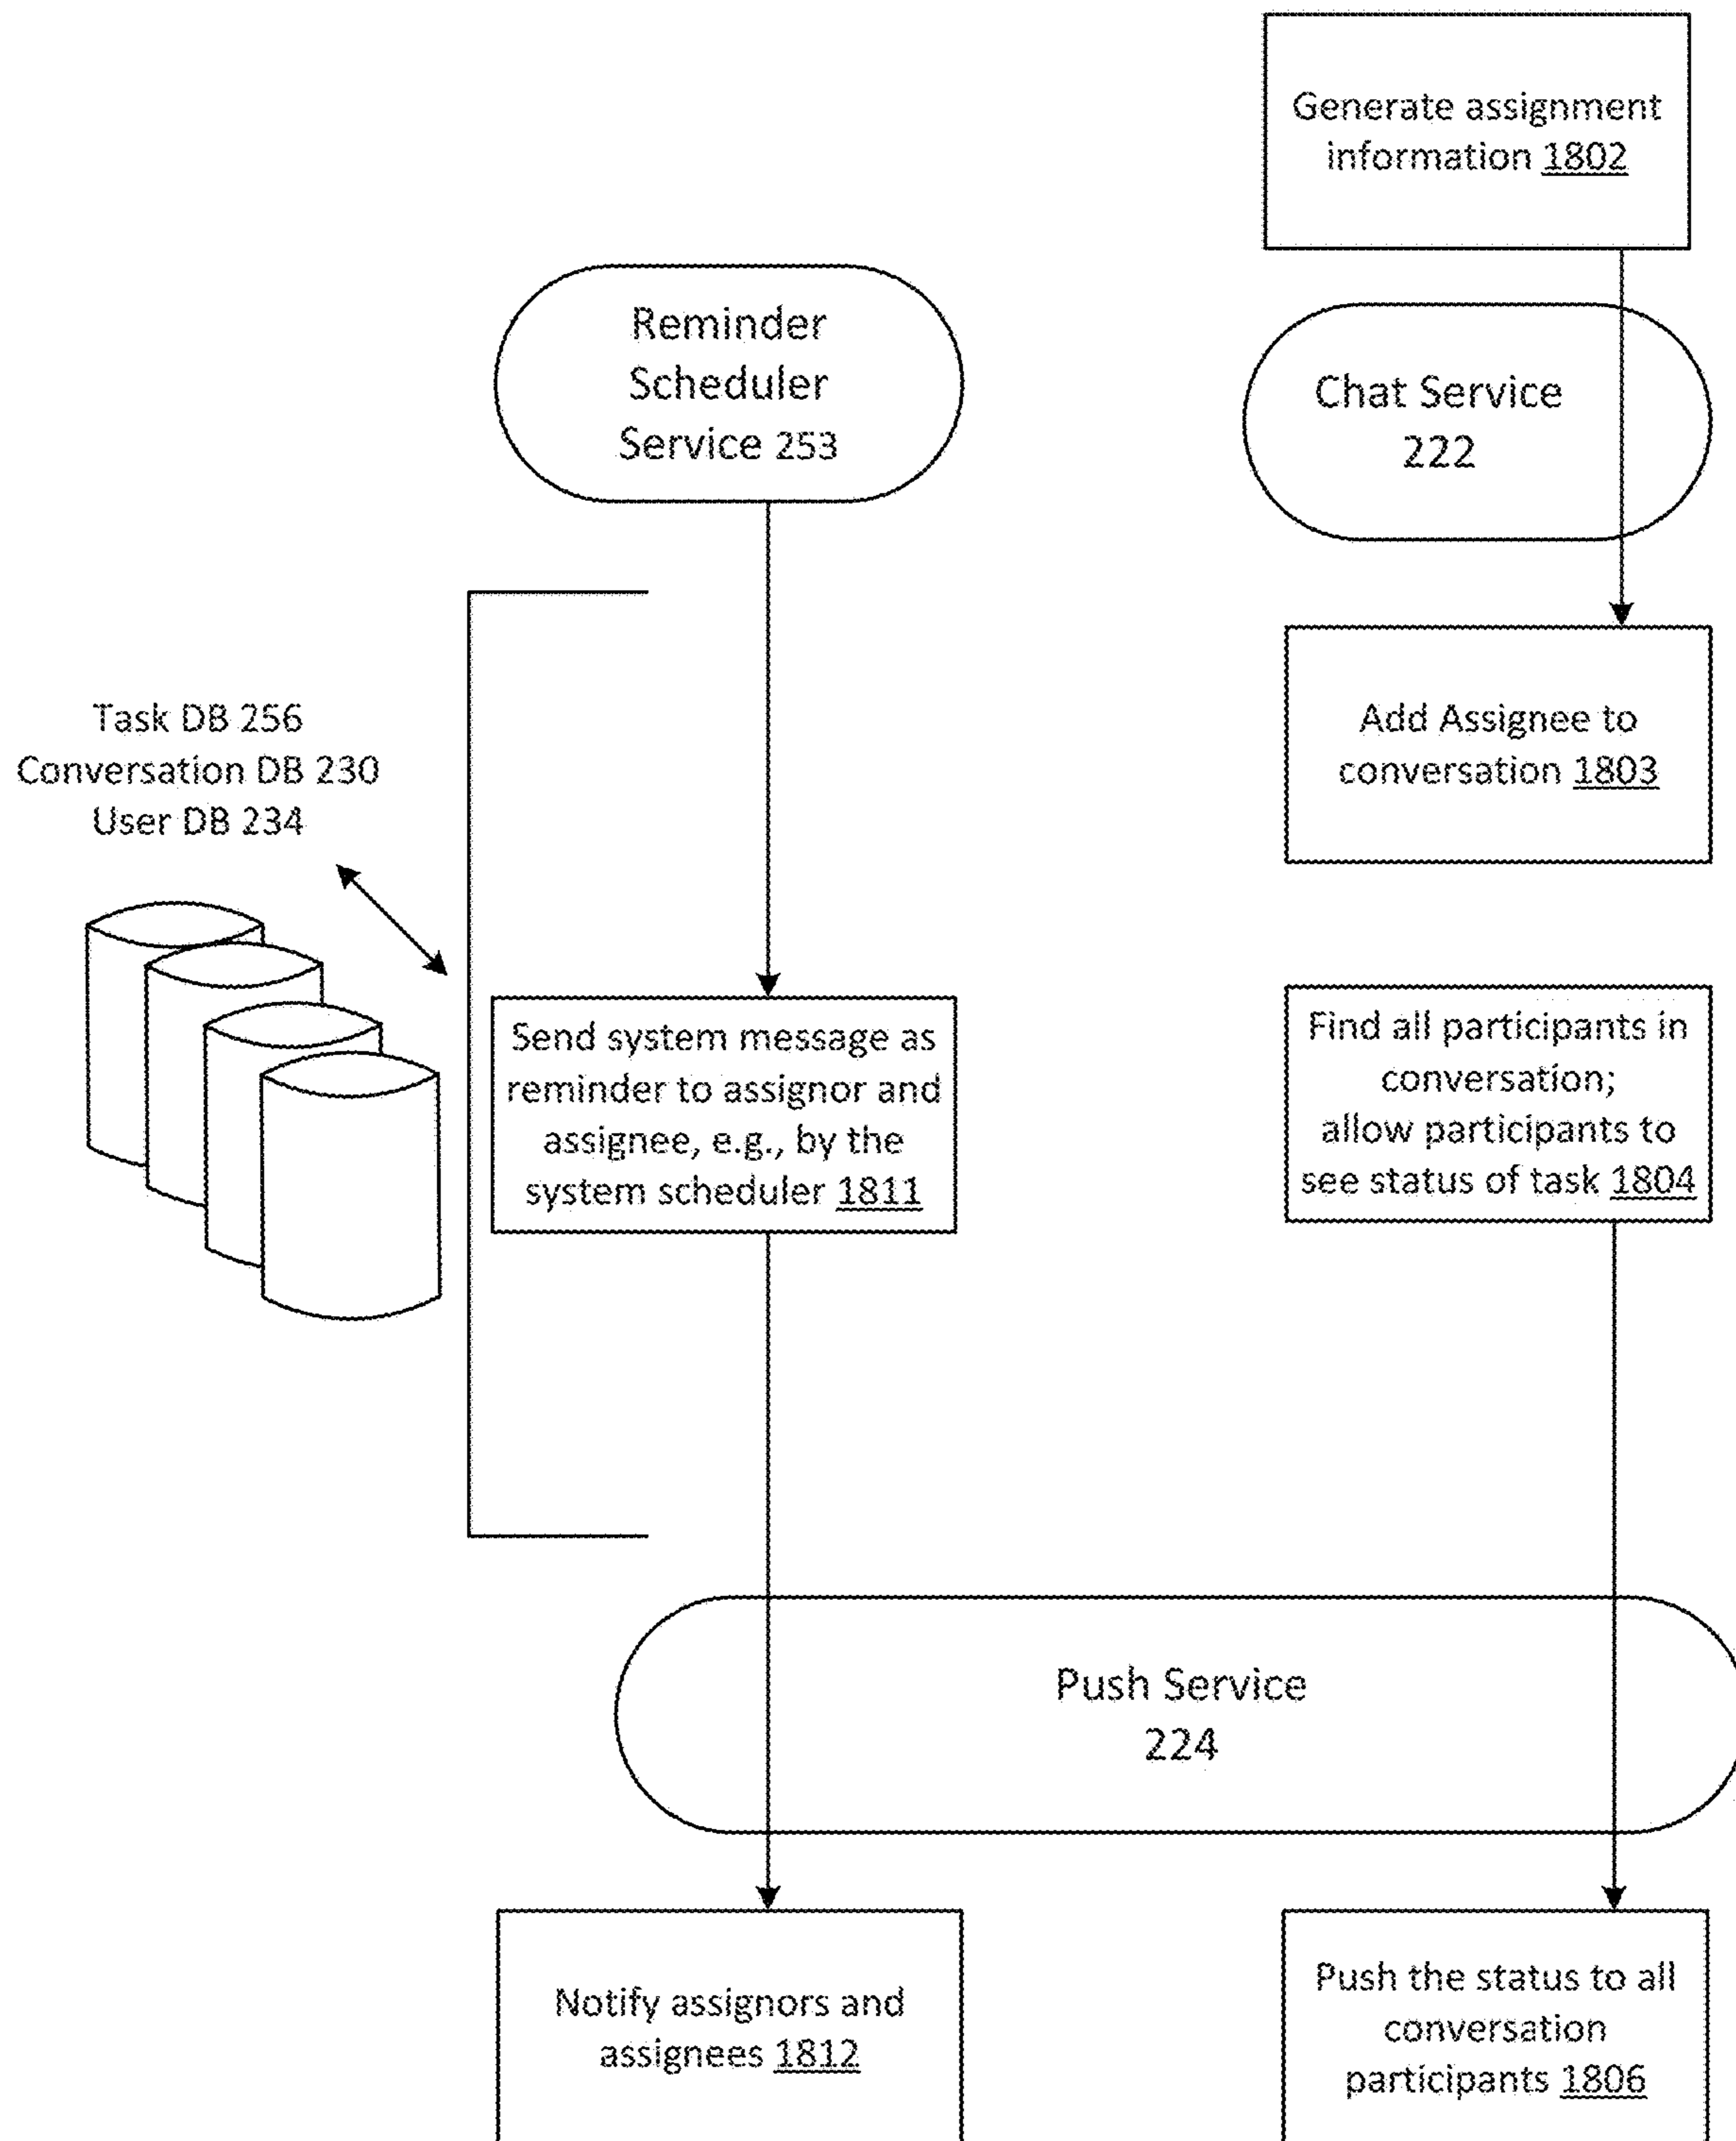 Generate assignment
information 1802
Reminder
Scheduler
Service 253
Chat Service
222
Task DB 256
Conversation DB 230
User DB 234
Add Assignee to
conversation 1803
Send system message as
reminder to assignor and
assignee, e.g., by the
system scheduler 1811
Find all participants in
conversation;
allow participants to
see status of task 1804
Push Service
224
Notify assignors and
assignees 1812
Push the status to all
conversation
participants 1806